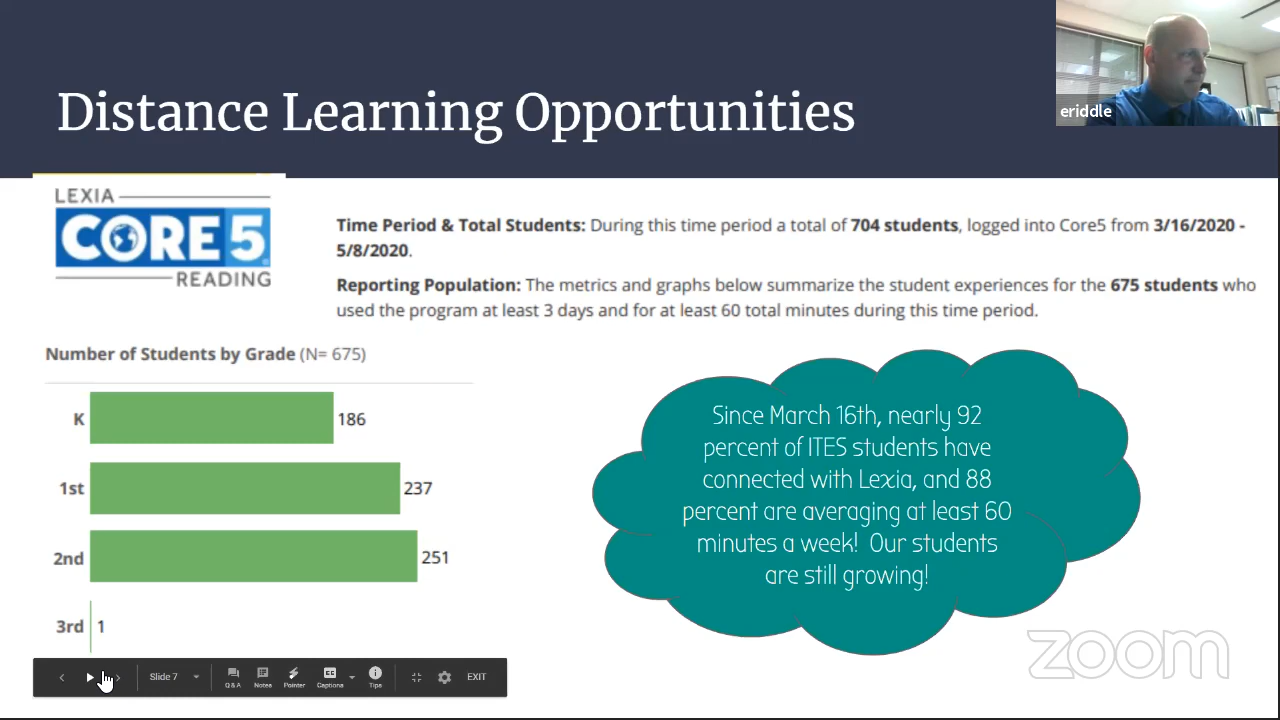 Distance Learning Opportunities
eriddle
LEXIA
CORE5
READING
Time Period & Total Students: During this time period a total of 704 students, logged into Core5 from 3/16/2020 -
5/8/2020.
Reporting Population: The metrics and graphs below summarize the student experiences for the 675 students who
used the program at least 3 days and for at least 60 total minutes during this time period.
Number of Students by Grade (N= 675)
K 186
1st 237
2nd 251
3rd 1
Since March 16th, nearly 92
percent of ITES students have
connected with Lexia, and 88
percent are averaging at least 60
minutes a week! Our students
are still growing!
zoom
Slide 7 Q&A Notes Pointer CC Captions Tips EXIT